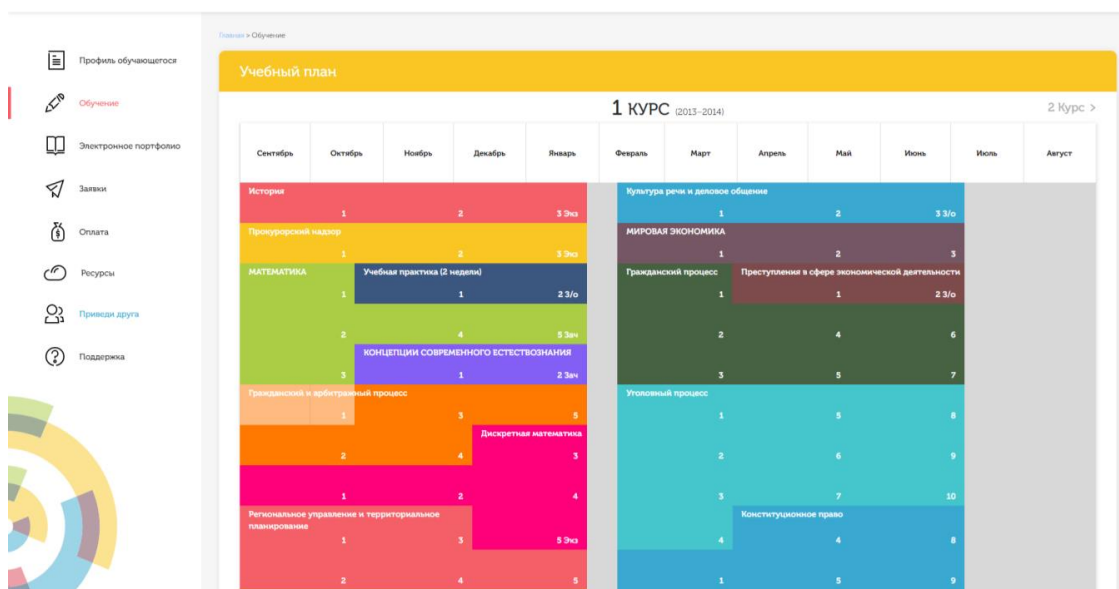 Главная > Обучение
Профиль обучающегося
Обучение
Электронное портфолио
Заявки
Оплата
Ресурсы
Приведи друга
Поддержка
Учебный план
1 КУРС (2013-2014)
2 Курс >
Сентябрь Октябрь Ноябрь Декабрь Январь Февраль Март Апрель Май Июнь Июль Август
История Культура речи и деловое общение
1 2 3 Экз 1 2 3 З/о
Прокурорский надзор МИРОВАЯ ЭКОНОМИКА
1 2 3 Экз 1 2 3
МАТЕМАТИКА Учебная практика (2 недели) Гражданский процесс Преступления в сфере экономической деятельности
1 1 2 З/о 1 1 2 З/о
2 4 5 Зач 2 4 6
КОНЦЕПЦИИ СОВРЕМЕННОГО ЕСТЕСТВОЗНАНИЯ
3 1 2 Зач 3 5 7
Гражданский и арбитражный процесс Уголовный процесс
1 3 5 1 5 8
Дискретная математика
2 4 3 2 6 9
1 2 4 3 7 10
Региональное управление и территориальное Конституционное право
планирование
1 3 5 Экз 4 4 8
2 4 5 1 5 9